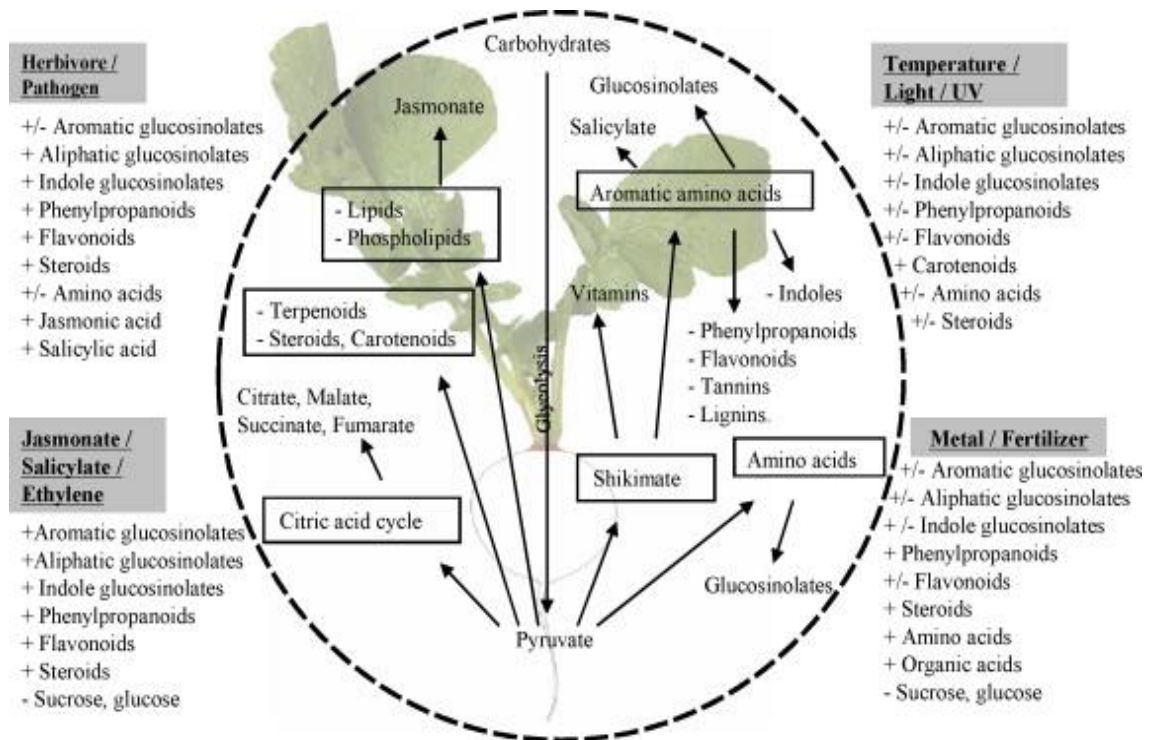 Herbivore /
Pathogen
+/- Aromatic glucosinolates
+ Aliphatic glucosinolates
+ Indole glucosinolates
+ Phenylpropanoids
+ Flavonoids
+ Steroids
+/- Amino acids
+ Jasmonic acid
+ Salicylic acid
Jasmonate /
Salicylate /
Ethylene
+Aromatic glucosinolates
+Aliphatic glucosinolates
+ Indole glucosinolates
+ Phenylpropanoids
+ Flavonoids
+ Steroids
- Sucrose, glucose
Carbohydrates
Glucosinolates
Jasmonate
Salicylate
Aromatic amino acids
- Lipids
- Phospholipids
Vitamins
- Indoles
- Terpenoids
- Steroids, Carotenoids
- Phenylpropanoids
- Flavonoids
- Tannins
- Lignins.
Glycolysis
Citrate, Malate,
Succinate, Fumarate
Amino acids
Shikimate
Citric acid cycle
Glucosinolates
Pyruvate
Temperature /
Light / UV
+/- Aromatic glucosinolates
+/- Aliphatic glucosinolates
+/- Indole glucosinolates
+/- Phenylpropanoids
+/- Flavonoids
+ Carotenoids
+/- Amino acids
+/- Steroids
Metal / Fertilizer
+/- Aromatic glucosinolates
+/- Aliphatic glucosinolates
+ /- Indole glucosinolates
+ Phenylpropanoids
+/- Flavonoids
+ Steroids
+ Amino acids
+ Organic acids
- Sucrose, glucose